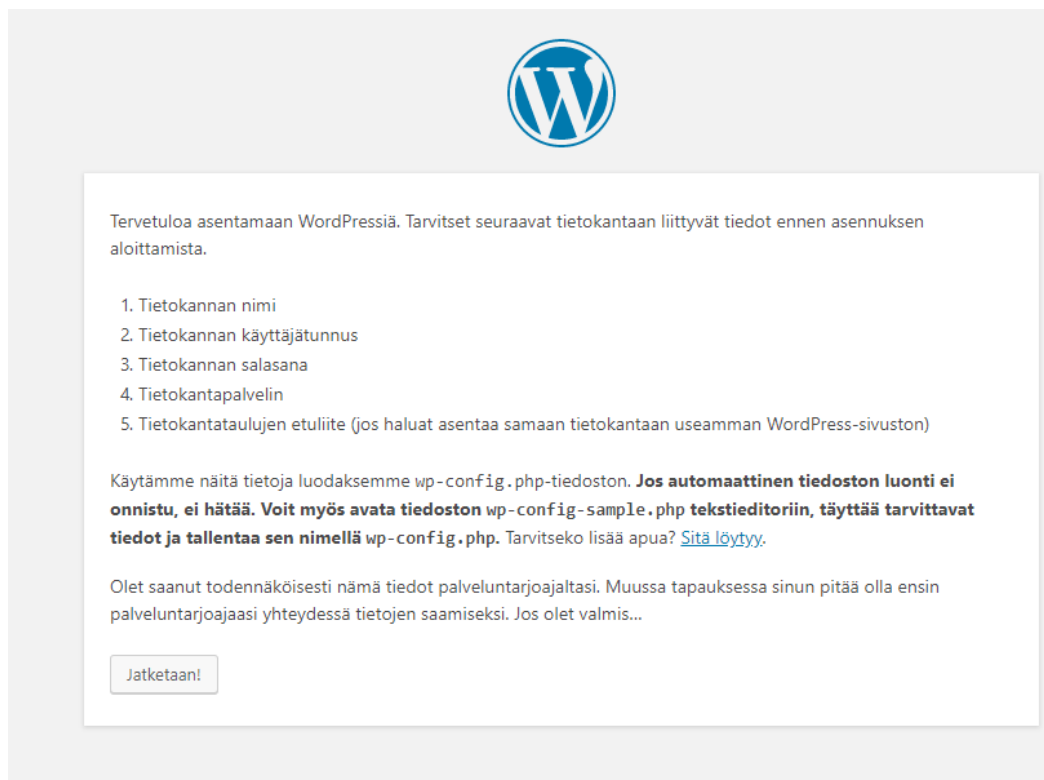 Tervetuloa asentamaan WordPressiä. Tarvitset seuraavat tietokantaan liittyvät tiedot ennen asennuksen
aloittamista.
1. Tietokannan nimi
2. Tietokannan käyttäjätunnus
3. Tietokannan salasana
4. Tietokantapalvelin
5. Tietokantataulujen etuliite (jos haluat asentaa samaan tietokantaan useamman WordPress-sivuston)
Käytämme näitä tietoja luodaksemme wp-config.php-tiedoston. Jos automaattinen tiedoston luonti ei
onnistu, ei hätää. Voit myös avata tiedoston wp-config-sample.php tekstieditoriin, täyttää tarvittavat
tiedot ja tallentaa sen nimellä wp-config.php. Tarvitseko lisää apua? Sitä löytyy.
Olet saanut todennäköisesti nämä tiedot palveluntarjoajaltasi. Muussa tapauksessa sinun pitää olla ensin
palveluntarjoajaasi yhteydessä tietojen saamiseksi. Jos olet valmis...
Jatketaan!